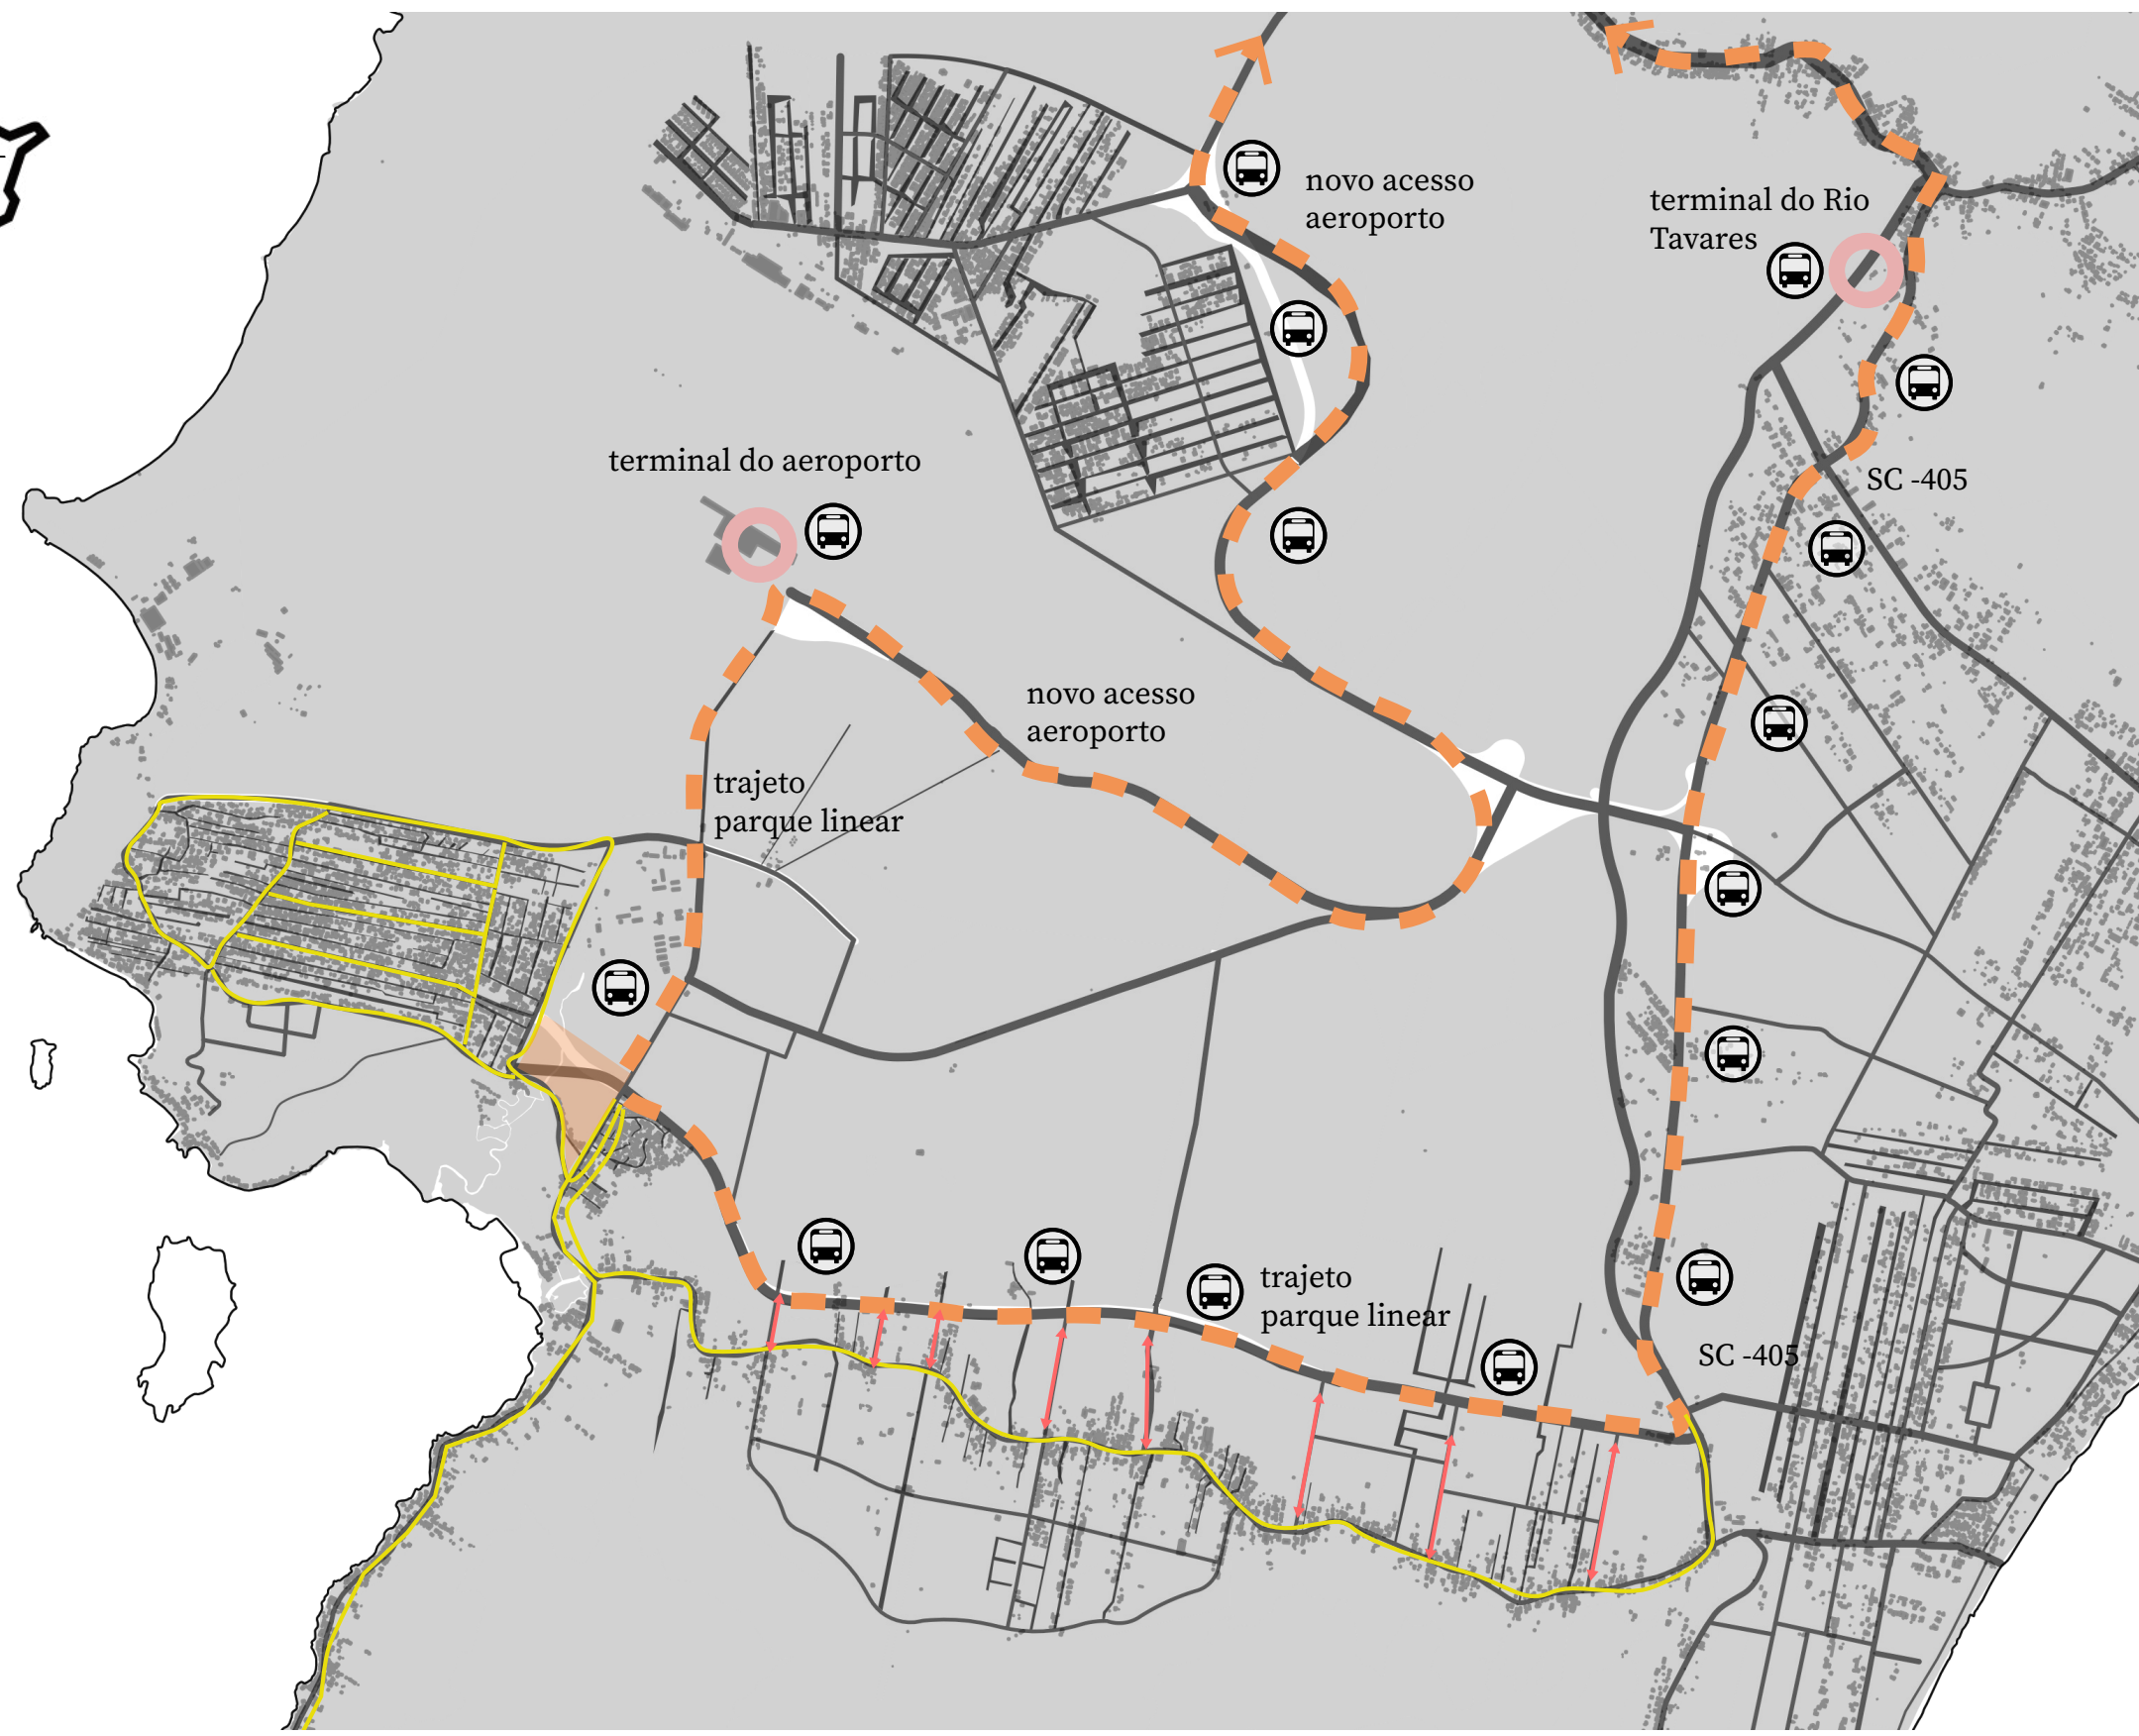 novo acesso
aeroporto
terminal do Rio
Tavares
terminal do aeroporto
SC -405
novo acesso
aeroporto
trajeto
parque linear
trajeto
parque linear
SC -405